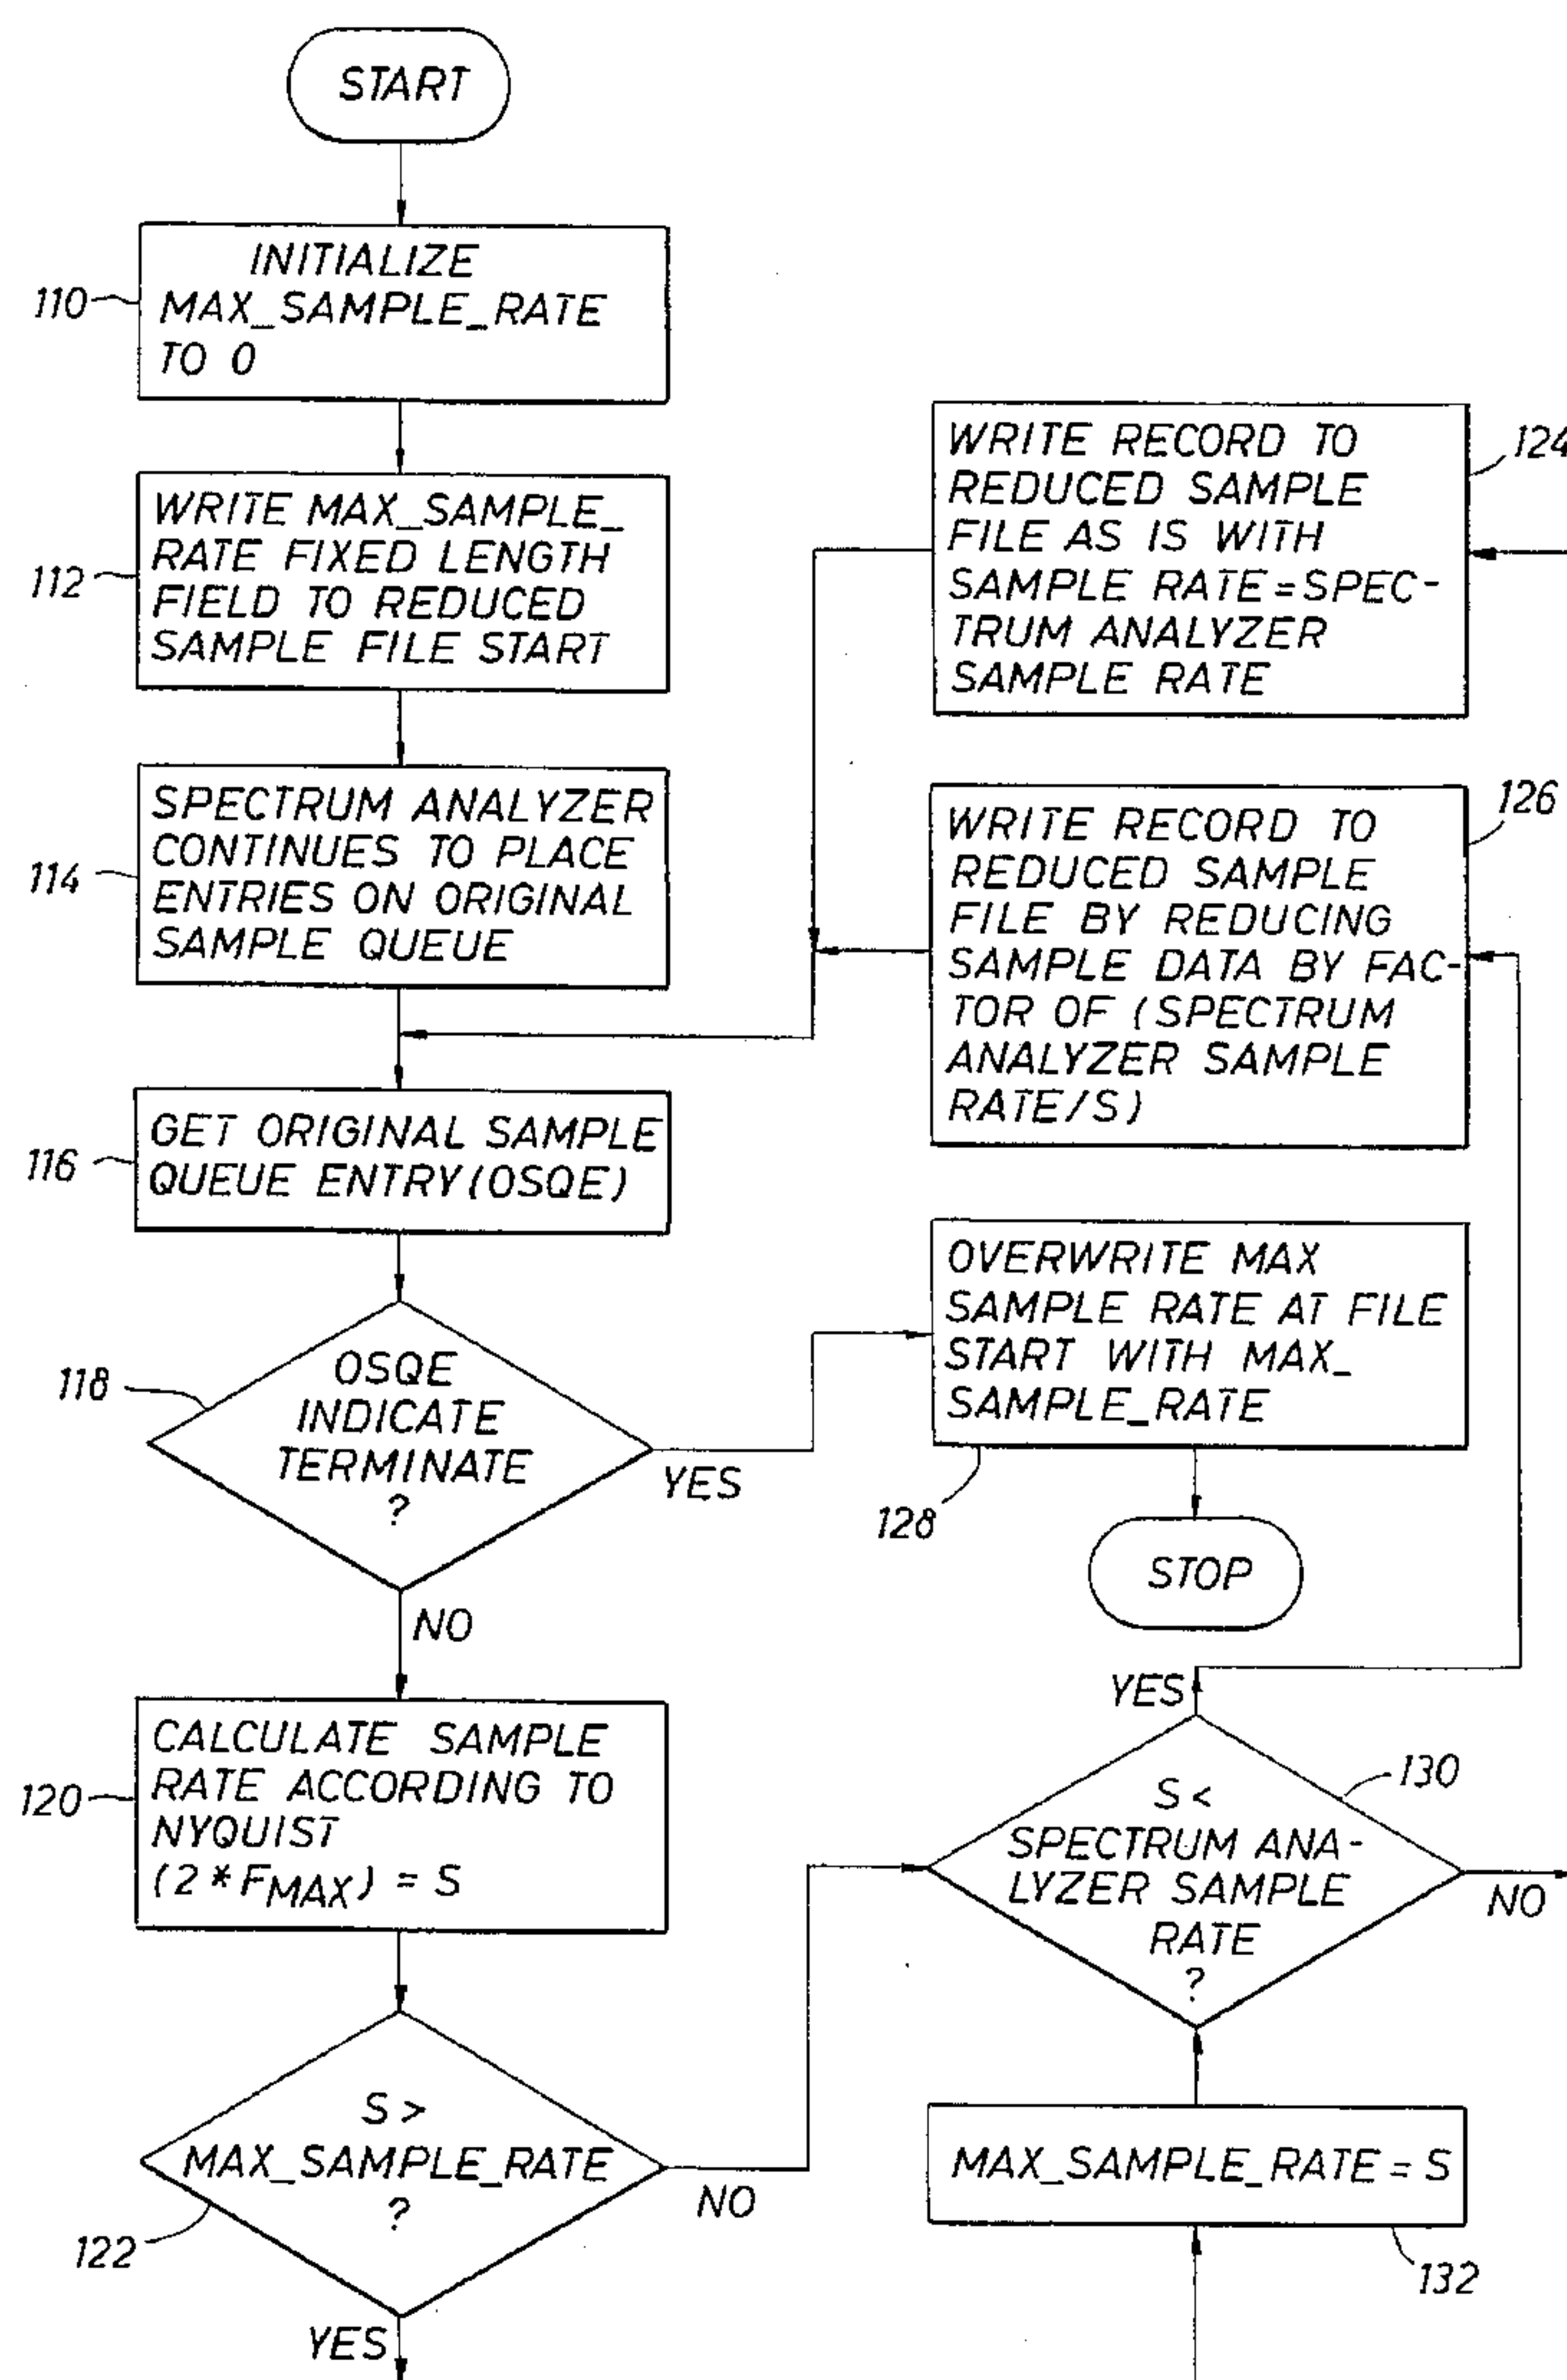 START
110
INITIALIZE
MAX_SAMPLE_RATE
TO 0
112
WRITE MAX_SAMPLE_
RATE FIXED LENGTH
FIELD TO REDUCED
SAMPLE FILE START
114
SPECTRUM ANALYZER
CONTINUES TO PLACE
ENTRIES ON ORIGINAL
SAMPLE QUEUE
116
GET ORIGINAL SAMPLE
QUEUE ENTRY (OSQE)
118
OSQE
INDICATE
TERMINATE
?
YES
NO
120
CALCULATE SAMPLE
RATE ACCORDING TO
NYQUIST
(2 * FMAX) = S
122
S >
MAX_SAMPLE_RATE
?
NO
YES
124
WRITE RECORD TO
REDUCED SAMPLE
FILE AS IS WITH
SAMPLE RATE = SPEC-
TRUM ANALYZER
SAMPLE RATE
126
WRITE RECORD TO
REDUCED SAMPLE
FILE BY REDUCING
SAMPLE DATA BY FAC-
TOR OF (SPECTRUM
ANALYZER SAMPLE
RATE/S)
OVERWRITE MAX
SAMPLE RATE AT FILE
START WITH MAX_
SAMPLE_RATE
128
STOP
YES
130
S <
SPECTRUM ANA-
LYZER SAMPLE
RATE
?
NO
MAX_SAMPLE_RATE = S
132